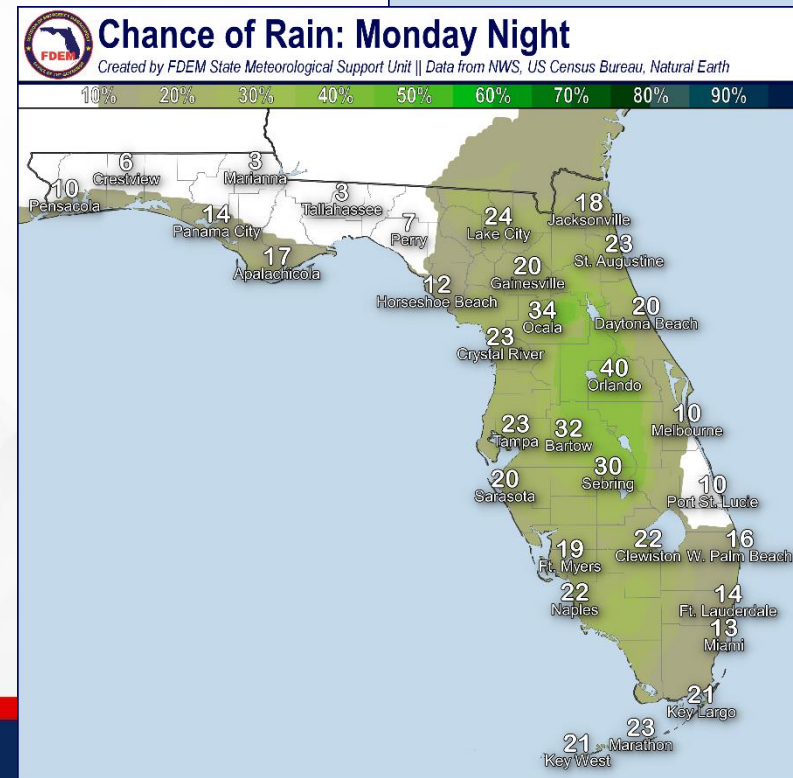 Chance of Rain: Monday Night
Created by FDEM State Meteorological Support Unit || Data from NWS, US Census Bureau, Natural Earth
FDEM
10% 20% 30% 40% 50% 60% 70% 80% 90%
6
Crestview
3
Marianna
10
Pensacola
3
Tallahassee
14
Panama City
7
Perry
24
Lake City
18
Jacksonville
17
Apalachicola
23
St. Augustine
12
Horseshoe Beach
20
Gainesville
34
Ocala
20
Daytona Beach
23
Crystal River
40
Orlando
23
Tampa
32
Bartow
10
Melbourne
20
Sarasota
30
Sebring
10
Port St. Lucie
19
Ft. Myers
22
Clewiston
16
W. Palm Beach
22
Naples
14
Ft. Lauderdale
13
Miami
21
Key Largo
23
Marathon
21
Key West